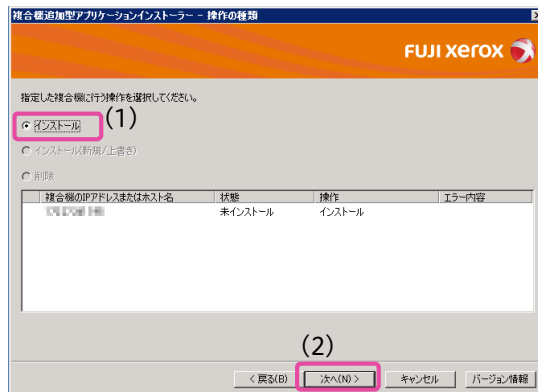 複合機追加型アプリケーションインストーラー - 操作の種類
FUJI xerox
指定した複合機に行う操作を選択してください。
(1)
インストール
インストール(新規/上書き)
削除
複合機のIPアドレスまたはホスト名 状態 操作 エラー内容
未インストール インストール
(2)
< 戻る(B) 次へ(N) > キャンセル バージョン情報